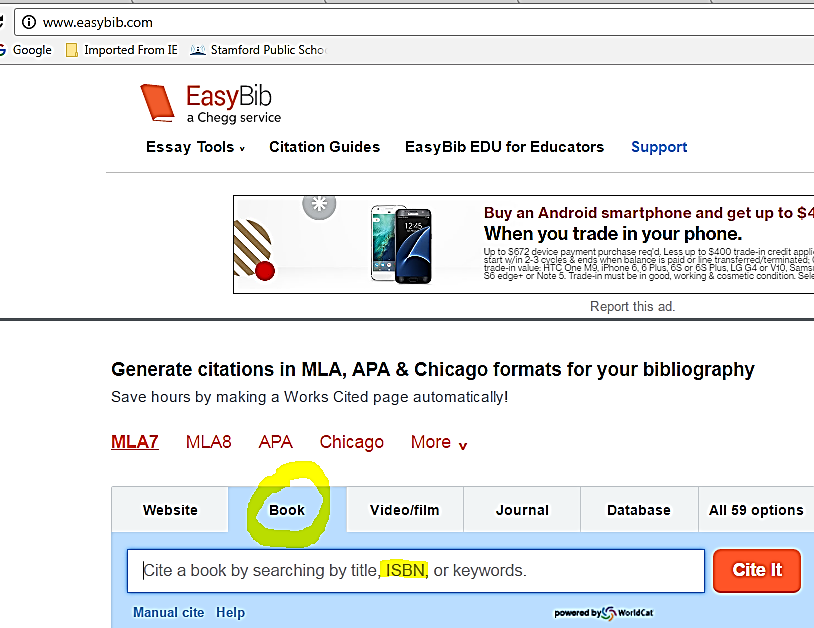 www.easybib.com
Google Imported From IE Stamford Public Scho
EasyBib
a Chegg service
Essay Tools Citation Guides EasyBib EDU for Educators Support
Buy an Android smartphone and get up to $4
When you trade in your phone.
Up to $672 device payment purchase req'd. Less up to $400 trade-in credit applic
start w/in 2-3 cycles & ends when balance is paid or line transferred/terminated;
trade-in value: HTC One M9, iPhone 6, 6 Plus, 6S or 6S Plus, LG G4 or V10, Sams
S6 edge+ or Note 5. Trade-in must be in good, working & cosmetic condition. Sele
12:45
Report this ad.
Generate citations in MLA, APA & Chicago formats for your bibliography
Save hours by making a Works Cited page automatically!
MLA7 MLA8 APA Chicago More
Website Book Video/film Journal Database All 59 options
Cite a book by searching by title, ISBN, or keywords. Cite It
Manual cite Help powered by WorldCat